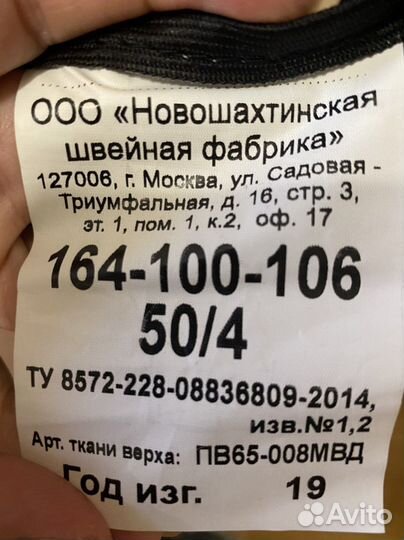 ООО «Новошахтинская
швейная фабрика»
127006, г. Москва, ул. Садовая -
Триумфальная, д. 16, стр. 3,
эт. 1, пом. 1, к.2, оф. 17
164-100-106
50/4
ТУ 8572-228-08836809-2014,
изв.№1,2
Арт. ткани верха: ПВ65-008МВД
Год изг. 19
Avito